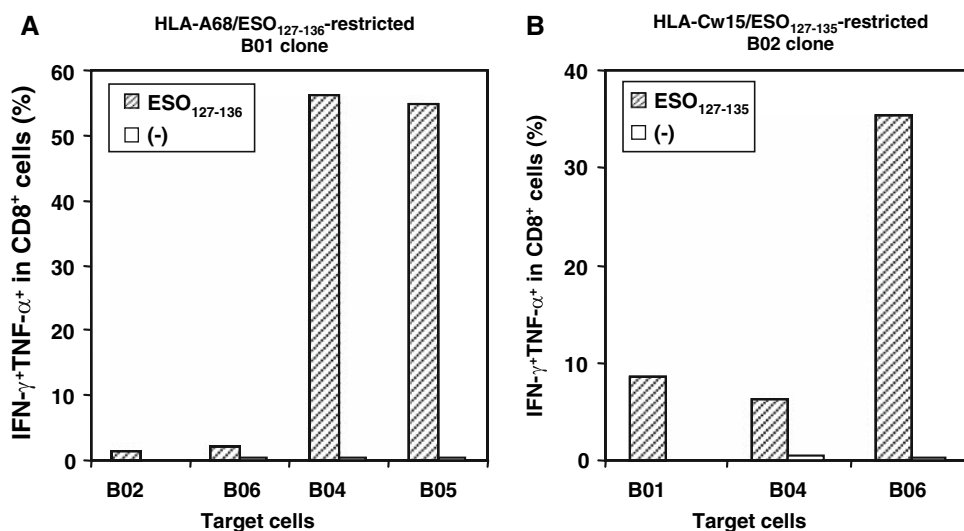 A
HLA-A68/ESO127-136-restricted
B01 clone
IFN-γ+TNF-α+ in CD8+ cells (%)
60
50
40
30
20
10
0
ESO127-136
(-)
B02 B06 B04 B05
Target cells
B
HLA-Cw15/ESO127-135-restricted
B02 clone
IFN-γ+TNF-α+ in CD8+ cells (%)
40
30
20
10
0
ESO127-135
(-)
B01 B04 B06
Target cells